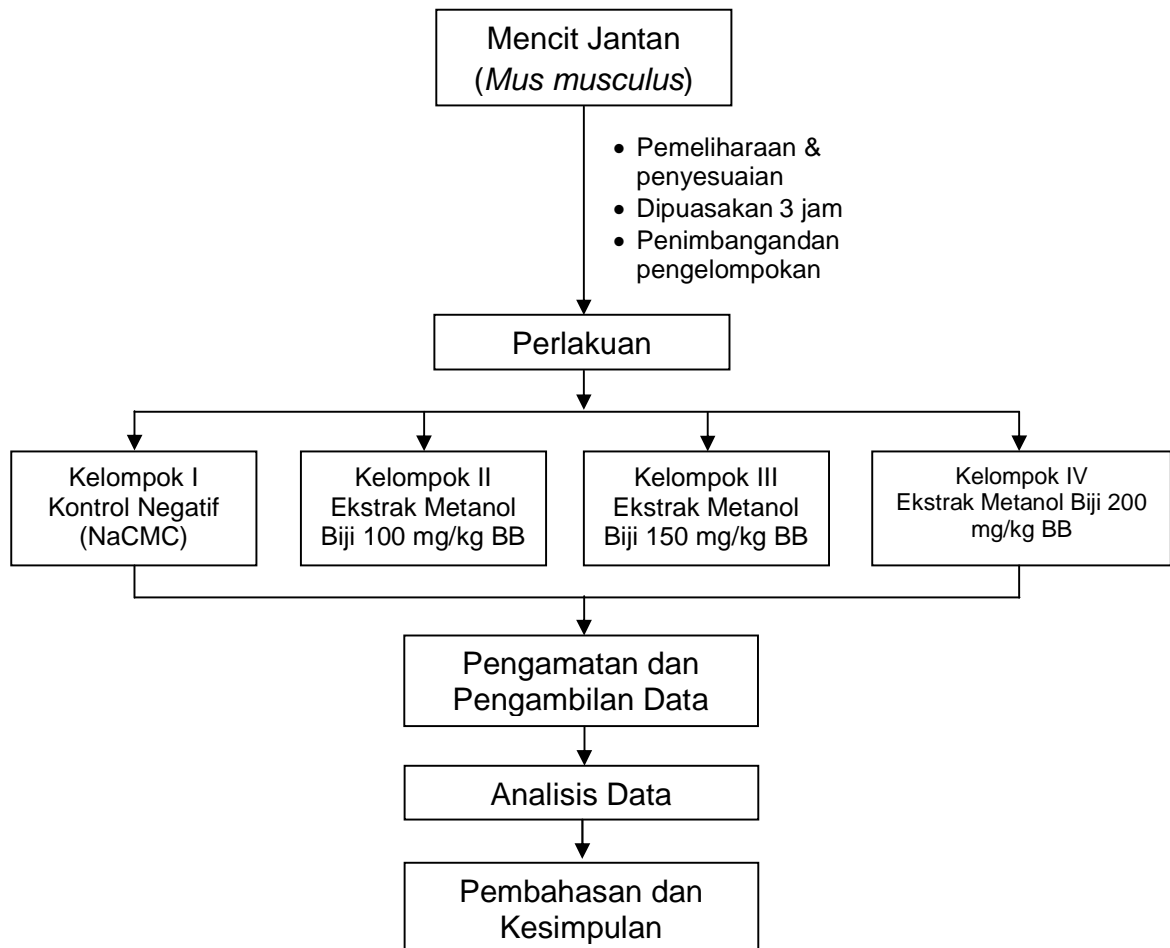 Mencit Jantan
(Mus musculus)
• Pemeliharaan &
penyesuaian
• Dipuasakan 3 jam
• Penimbangandan
pengelompokan
Perlakuan
Kelompok I
Kontrol Negatif
(NaCMC)
Kelompok II
Ekstrak Metanol
Biji 100 mg/kg BB
Kelompok III
Ekstrak Metanol
Biji 150 mg/kg BB
Kelompok IV
Ekstrak Metanol Biji 200
mg/kg BB
Pengamatan dan
Pengambilan Data
Analisis Data
Pembahasan dan
Kesimpulan